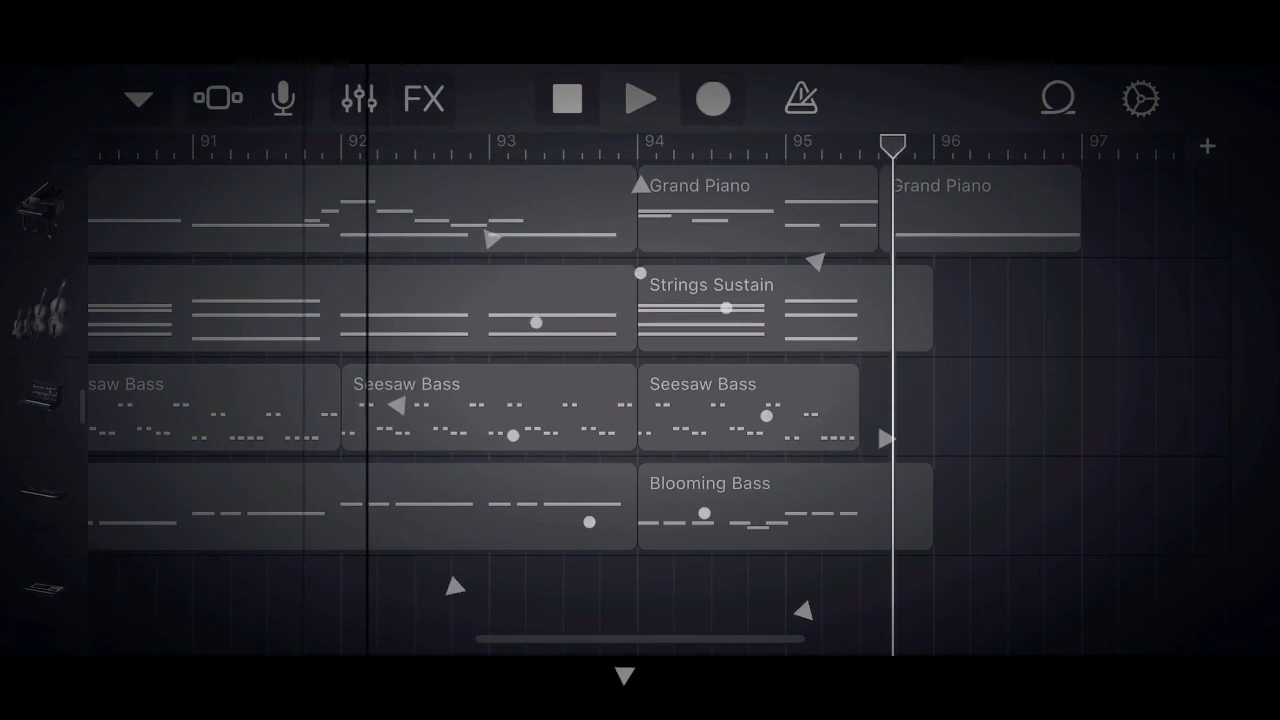 FX
91 92 93 94 95 96 97 +
Grand Piano Grand Piano
Strings Sustain
saw Bass Seesaw Bass Seesaw Bass
Blooming Bass